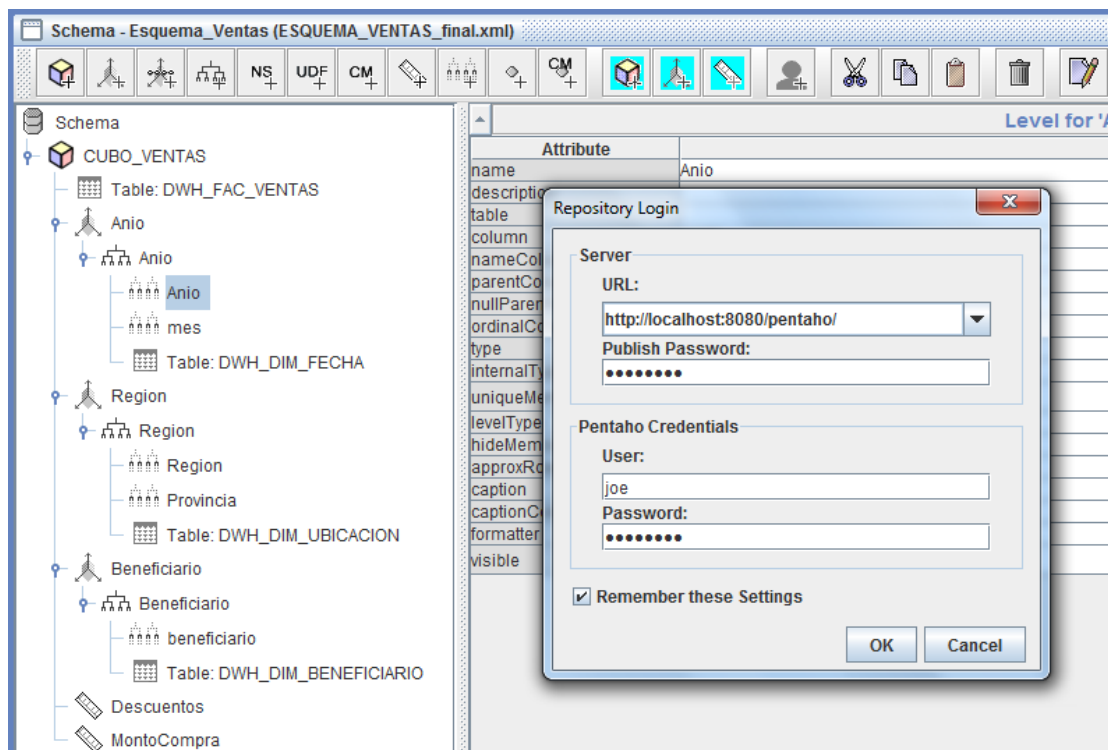 Schema - Esquema_Ventas (ESQUEMA_VENTAS_final.xml)
NS UDF CM CM
Schema
CUBO_VENTAS
Table: DWH_FAC_VENTAS
Anio
Anio
Anio
mes
Table: DWH_DIM_FECHA
Region
Region
Region
Provincia
Table: DWH_DIM_UBICACION
Beneficiario
Beneficiario
beneficiario
Table: DWH_DIM_BENEFICIARIO
Descuentos
MontoCompra
Level for 'A
Attribute
name Anio
descriptio
table
column
nameCol
parentCo
nullParen
ordinalCo
type
internalTy
uniqueMe
levelType
hideMem
approxRo
caption
captionCo
formatter
visible
Repository Login
Server
URL:
http://localhost:8080/pentaho/
Publish Password:
••••••••
Pentaho Credentials
User:
joe
Password:
••••••••
Remember these Settings
OK Cancel